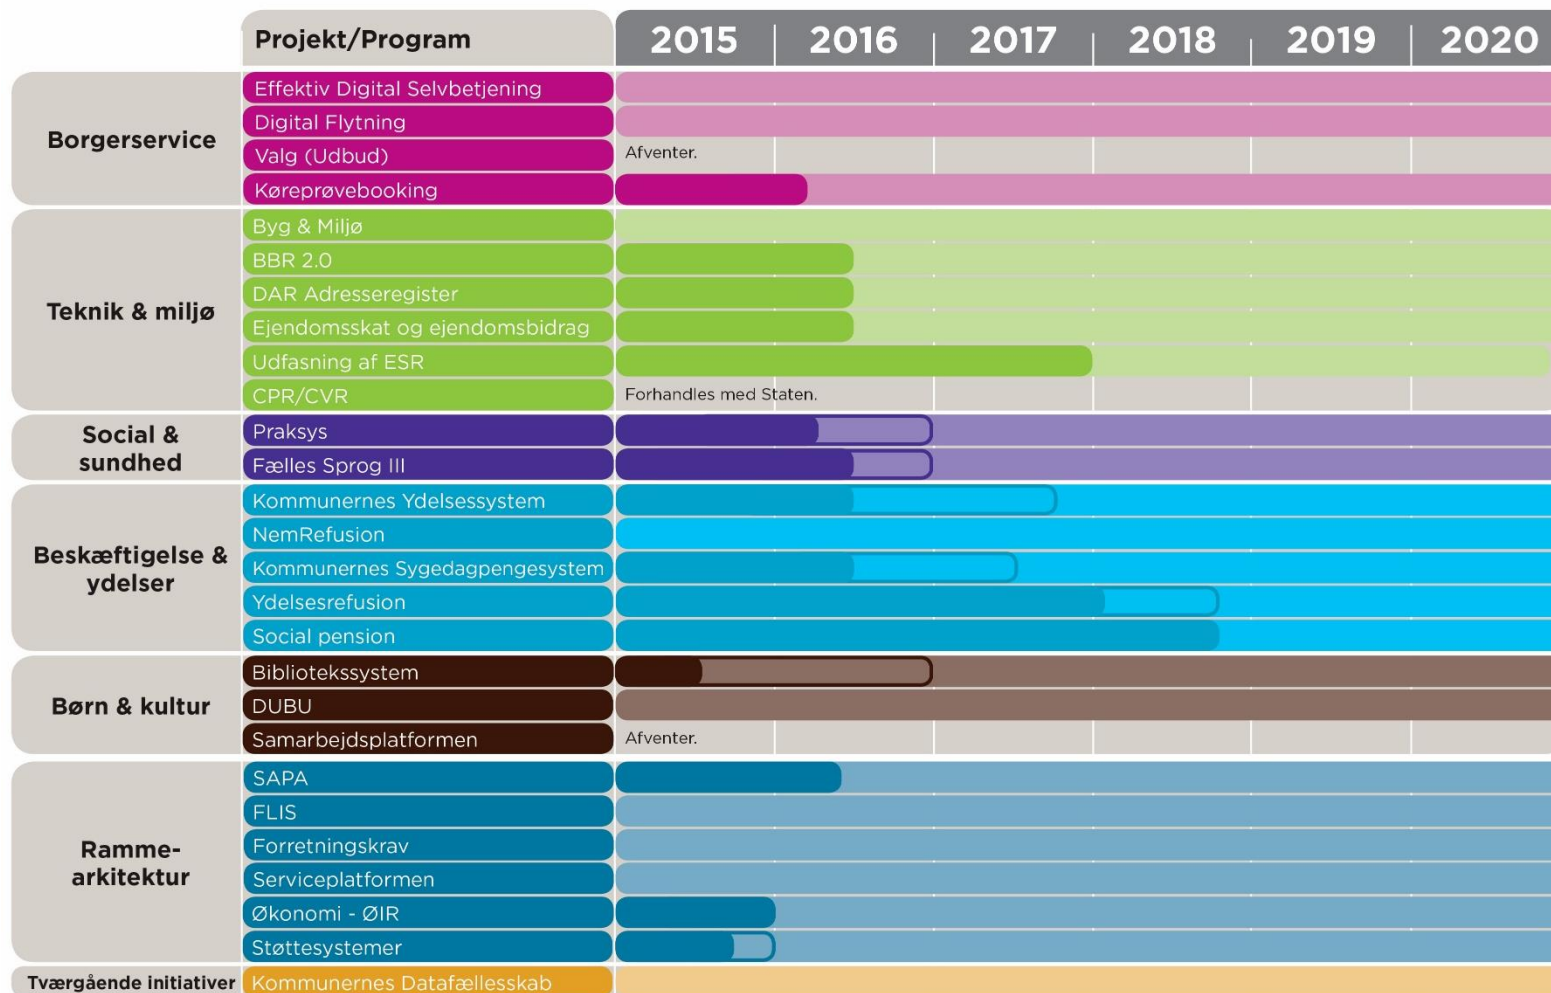 Projekt/Program 2015 2016 2017 2018 2019 2020
Borgerservice
Effektiv Digital Selvbetjening
Digital Flytning
Valg (Udbud) Afventer.
Køreprøvebooking
Teknik & miljø
Byg & Miljø
BBR 2.0
DAR Adresseregister
Ejendomsskat og ejendomsbidrag
Udfasning af ESR
CPR/CVR Forhandles med Staten.
Social &
sundhed
Praksys
Fælles Sprog III
Beskæftigelse &
ydelser
Kommunernes Ydelsessystem
NemRefusion
Kommunernes Sygedagpengesystem
Ydelsesrefusion
Social pension
Børn & kultur
Bibliotekssystem
DUBU
Samarbejdsplatformen Afventer.
Ramme-
arkitektur
SAPA
FLIS
Forretningskrav
Serviceplatformen
Økonomi - ØIR
Støttesystemer
Tværgående initiativer
Kommunernes Datafællesskab